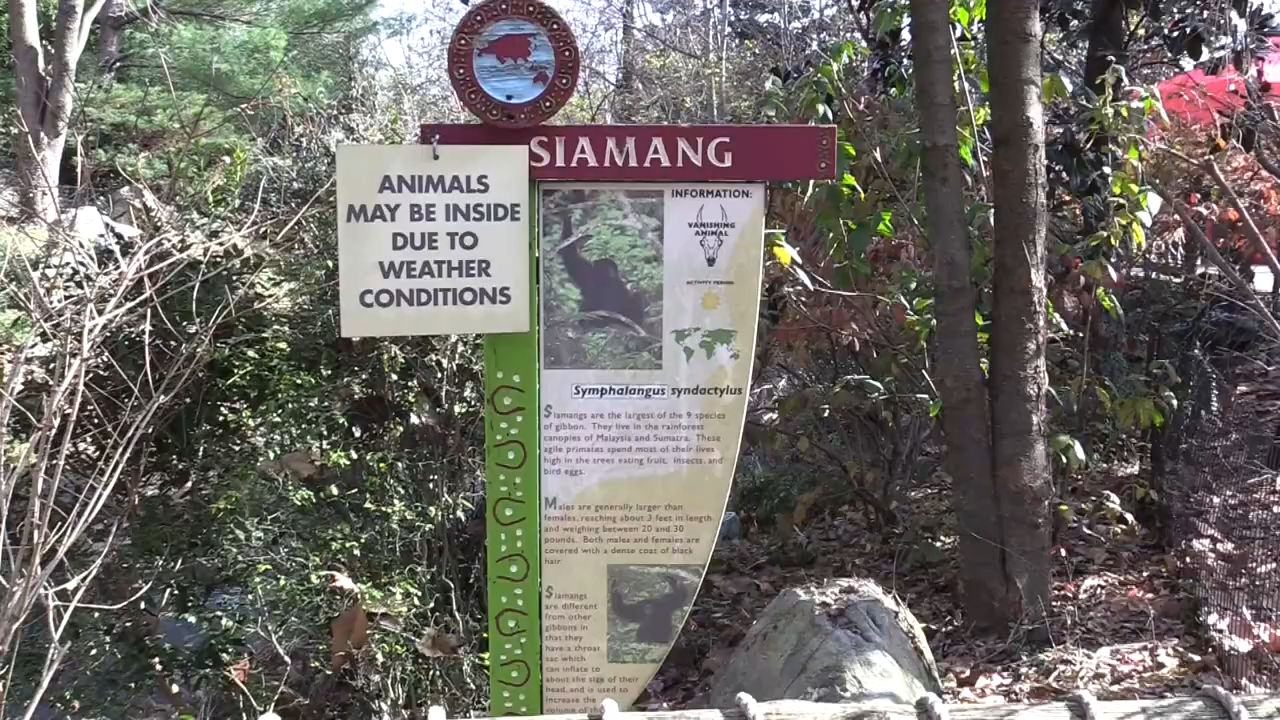 SIAMANG
ANIMALS
MAY BE INSIDE
DUE TO
WEATHER
CONDITIONS
INFORMATION:
VANISHING
ANIMAL
ACTIVITY PERIOD
Symphalangus syndactylus
Siamangs are the largest of the 9 species
of gibbon. They live in the rainforest
canopies of Malaysia and Sumatra. These
agile primates spend most of their lives
high in the trees eating fruit, insects, and
bird eggs.
Males are generally larger than
females, reaching about 3 feet in length
and weighing between 20 and 30
pounds. Both males and females are
covered with a dense coat of black
hair.
Siamangs
are different
from other
gibbons in
that they
have a throat
sac which
can inflate to
about the size of their
head, and is used to
increase the
volume of